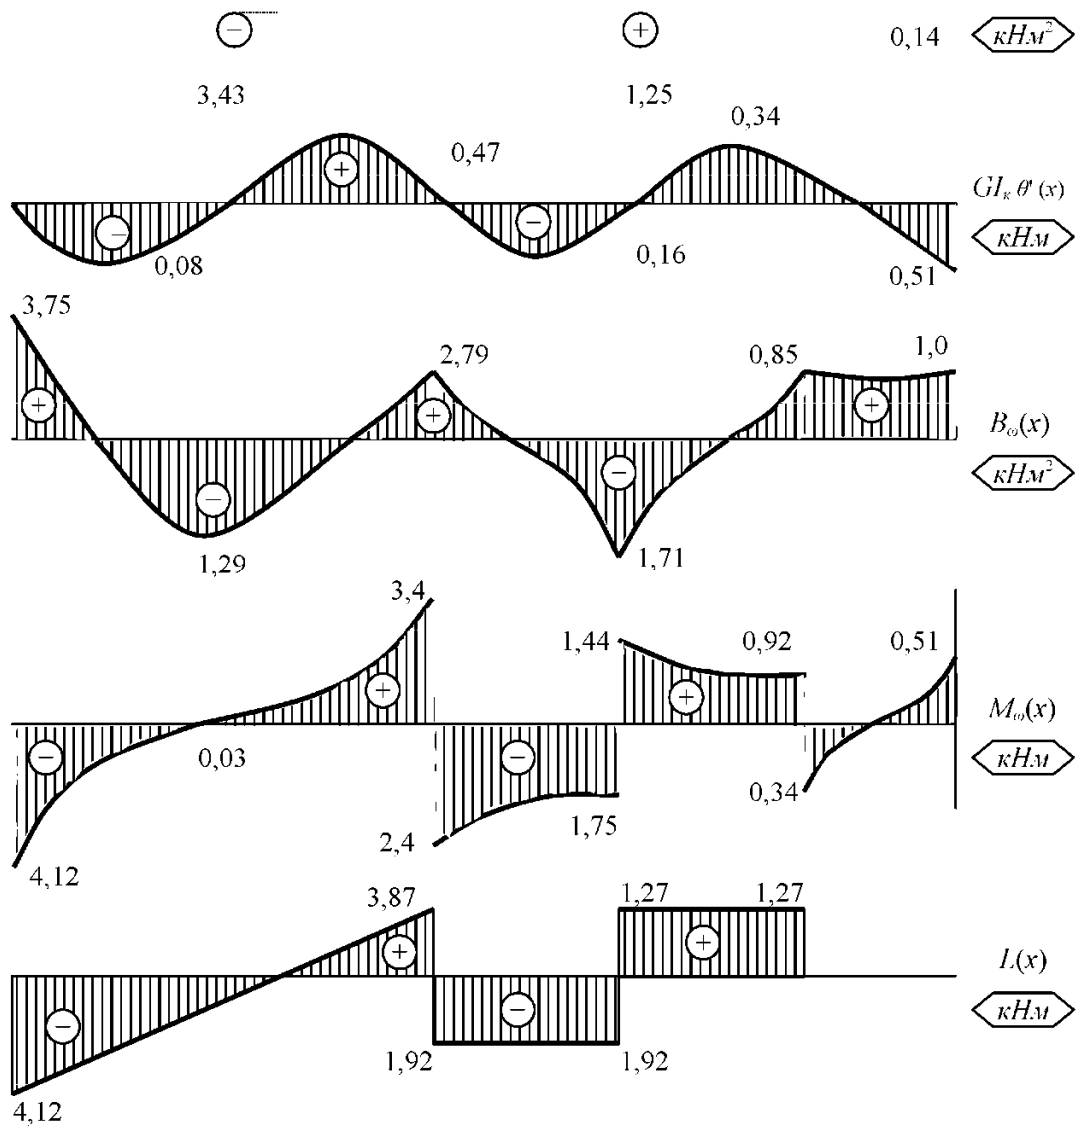 − + 0,14 кНм²
3,43 1,25
0,34
+ 0,47
GIк θ' (x)
− − кНм
0,08 0,16 0,51
3,75
2,79 0,85 1,0
+ + + Bω(x)
− − кНм²
1,29 1,71
3,4
1,44 0,92 0,51
+ + Mω(x)
− 0,03 − кНм
0,34
2,4 1,75
4,12
3,87 1,27 1,27
+ + L(x)
− − кНм
1,92 1,92
4,12